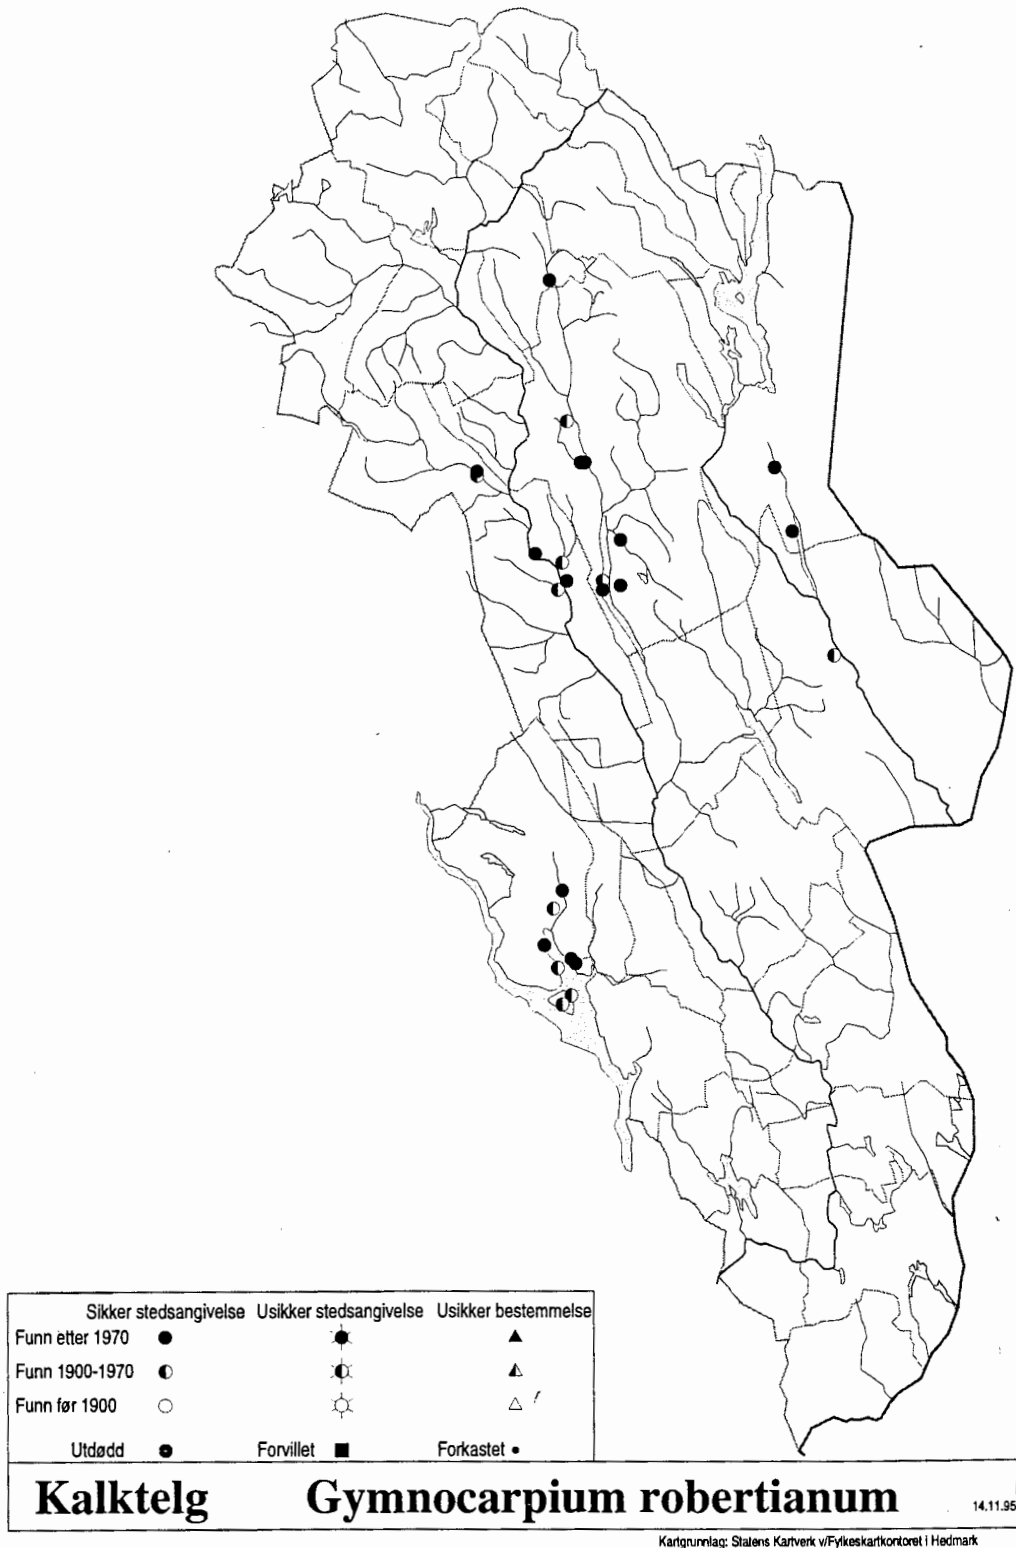 Sikker stedsangivelse Usikker stedsangivelse Usikker bestemmelse
Funn etter 1970
Funn 1900-1970
Funn før 1900
Utdødd Forvillet Forkastet
Kalktelg Gymnocarpium robertianum 14.11.95
Kartgrunnlag: Statens Kartverk v/Fylkeskartkontoret i Hedmark